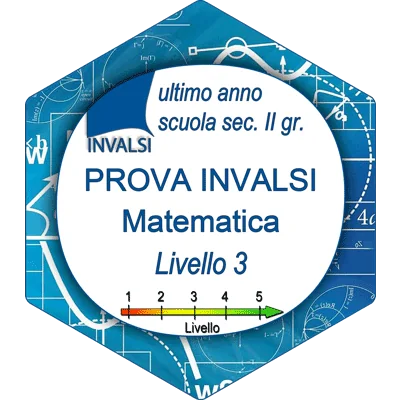 ultimo anno
scuola sec. II gr.
INVALSI
PROVA INVALSI
Matematica
Livello 3
1 2 3 4 5
Livello